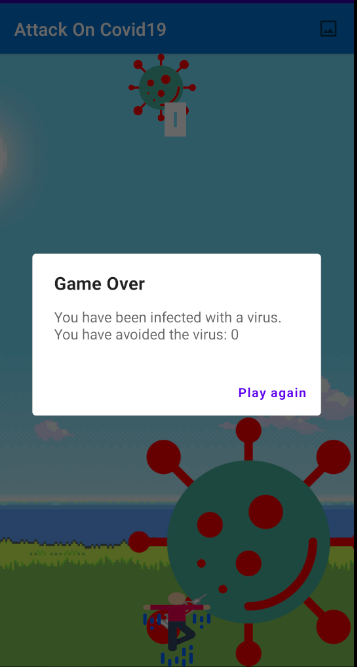 Attack On Covid19
Game Over
You have been infected with a virus.
You have avoided the virus: 0
Play again